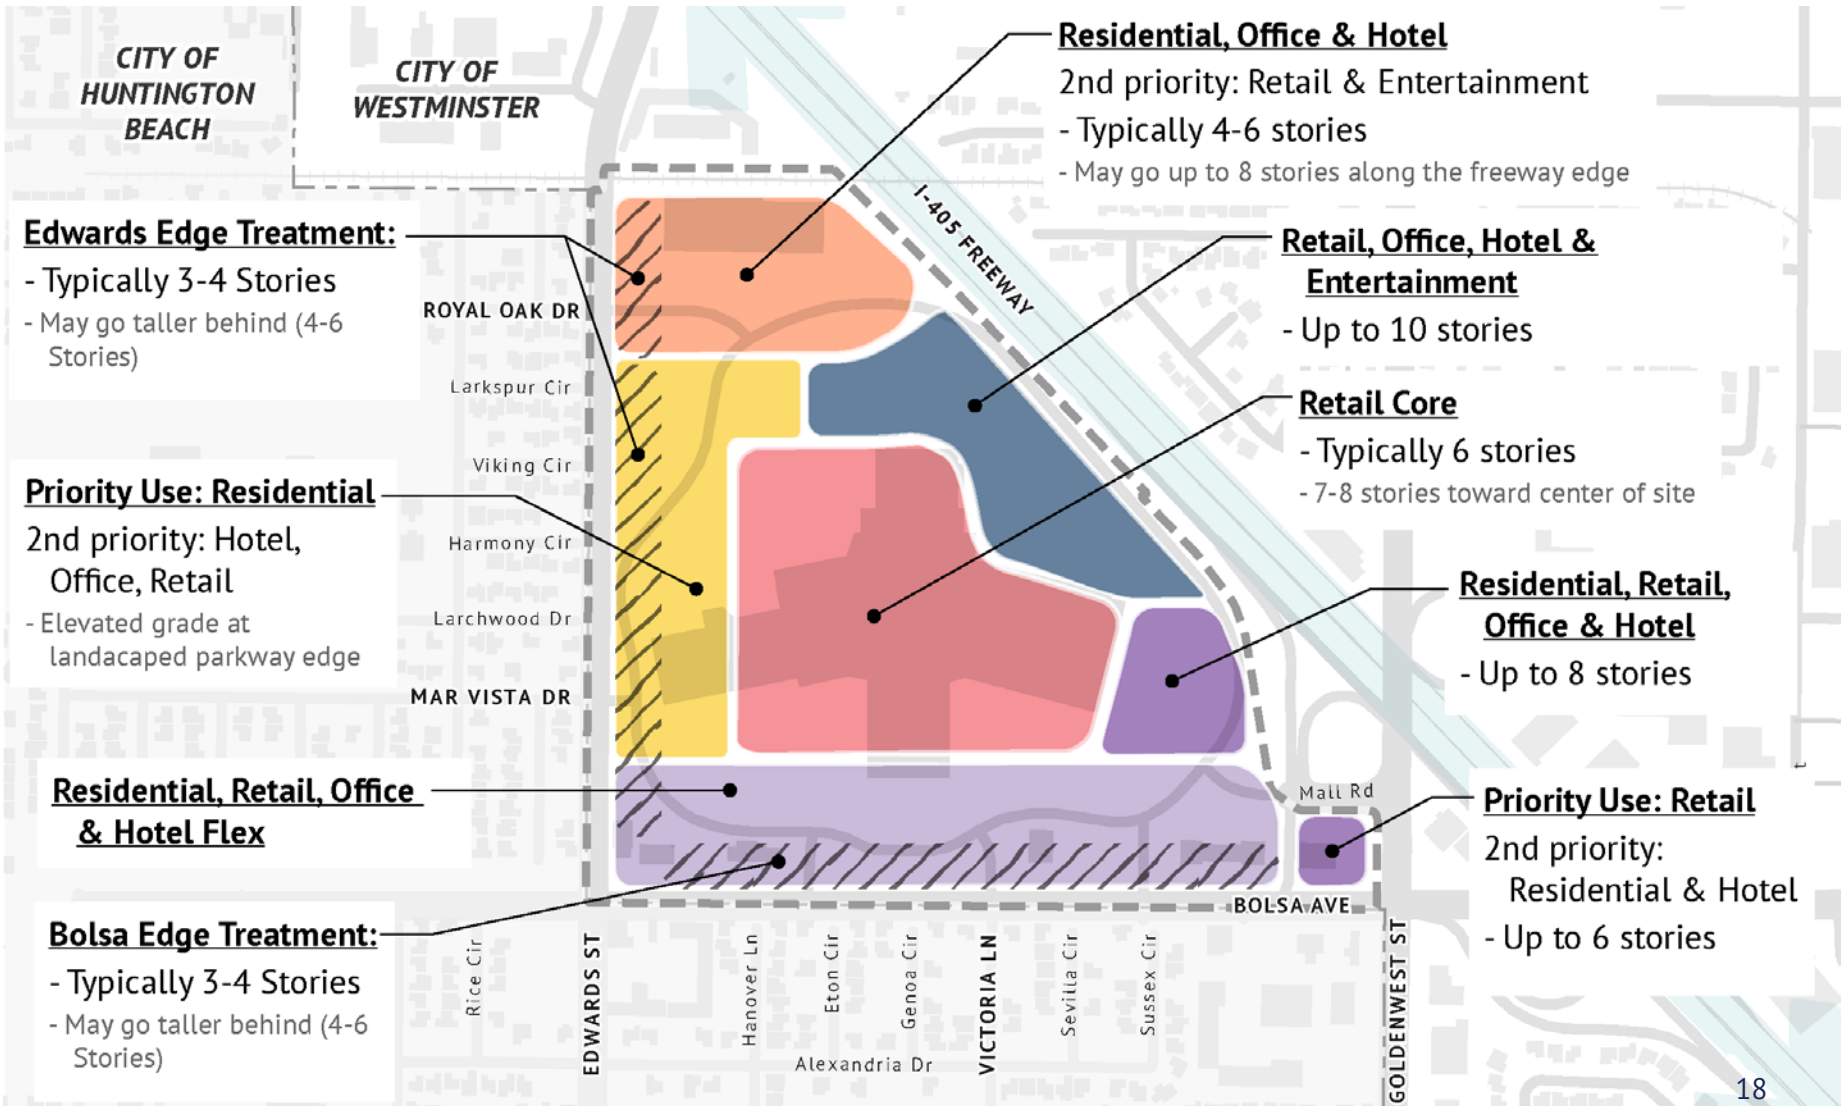 CITY OF
HUNTINGTON
BEACH
CITY OF
WESTMINSTER
Residential, Office & Hotel
2nd priority: Retail & Entertainment
- Typically 4-6 stories
- May go up to 8 stories along the freeway edge
I-405 FREEWAY
Edwards Edge Treatment:
- Typically 3-4 Stories
- May go taller behind (4-6
Stories)
Retail, Office, Hotel &
Entertainment
- Up to 10 stories
ROYAL OAK DR
Larkspur Cir
Viking Cir
Harmony Cir
Larchwood Dr
MAR VISTA DR
Retail Core
- Typically 6 stories
- 7-8 stories toward center of site
Priority Use: Residential
2nd priority: Hotel,
Office, Retail
- Elevated grade at
landacaped parkway edge
Residential, Retail,
Office & Hotel
- Up to 8 stories
Residential, Retail, Office
& Hotel Flex
Mall Rd
Priority Use: Retail
2nd priority:
Residential & Hotel
- Up to 6 stories
BOLSA AVE
Bolsa Edge Treatment:
- Typically 3-4 Stories
- May go taller behind (4-6
Stories)
Rice Cir
EDWARDS ST
Hanover Ln
Eton Cir
Genoa Cir
VICTORIA LN
Sevilla Cir
Sussex Cir
GOLDENWEST ST
Alexandria Dr
18